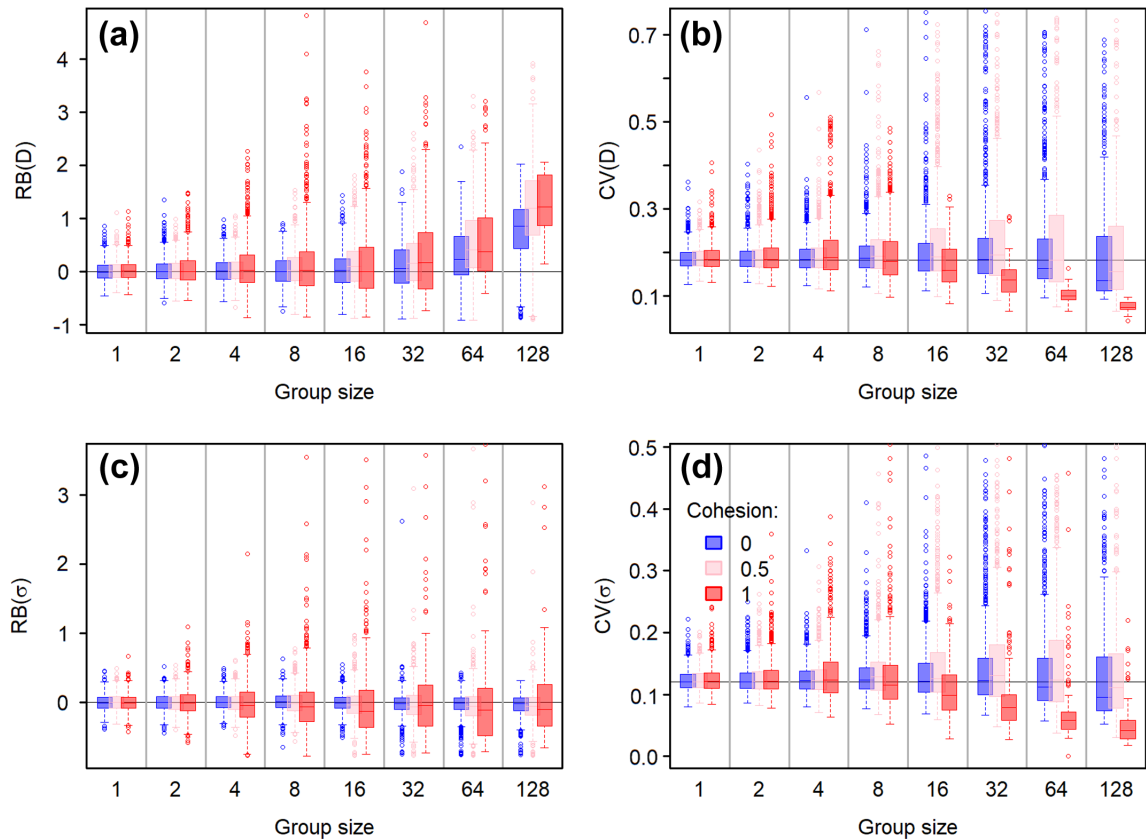 (a)
RB(D)
4
3
2
1
0
-1
1 2 4 8 16 32 64 128
Group size
(b)
CV(D)
0.7
0.5
0.3
0.1
1 2 4 8 16 32 64 128
Group size
(c)
RB(σ)
3
2
1
0
1 2 4 8 16 32 64 128
Group size
(d)
CV(σ)
0.5
0.4
0.3
0.2
0.1
0.0
Cohesion:
0
0.5
1
1 2 4 8 16 32 64 128
Group size